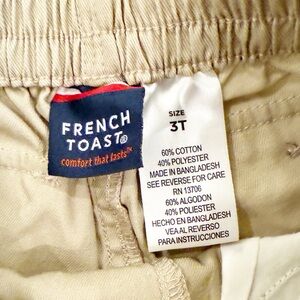 FRENCH
TOAST®
comfort that lasts™
SIZE
3T
60% COTTON
40% POLYESTER
MADE IN BANGLADESH
SEE REVERSE FOR CARE
RN 13706
60% ALGODON
40% POLIESTER
HECHO EN BANGLADESH
VEA AL REVERSO
PARA INSTRUCCIONES